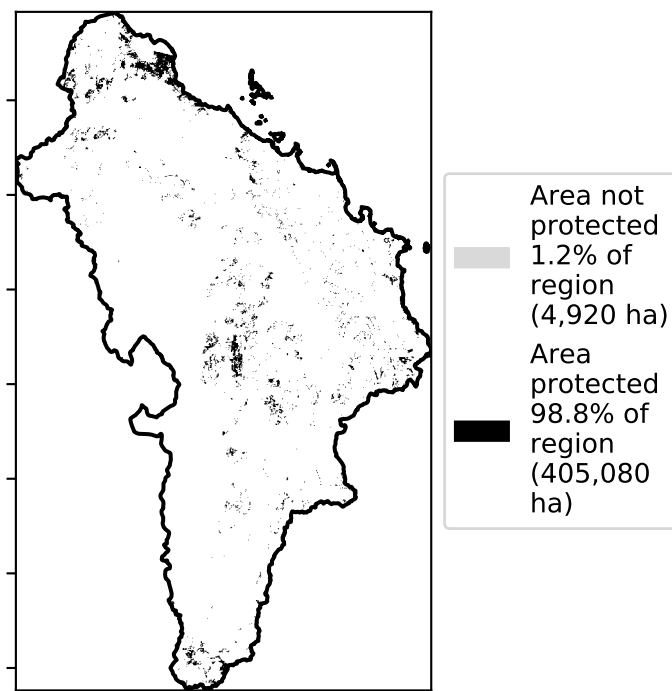 Area not
protected
1.2% of
region
(4,920 ha)
Area
protected
98.8% of
region
(405,080
ha)